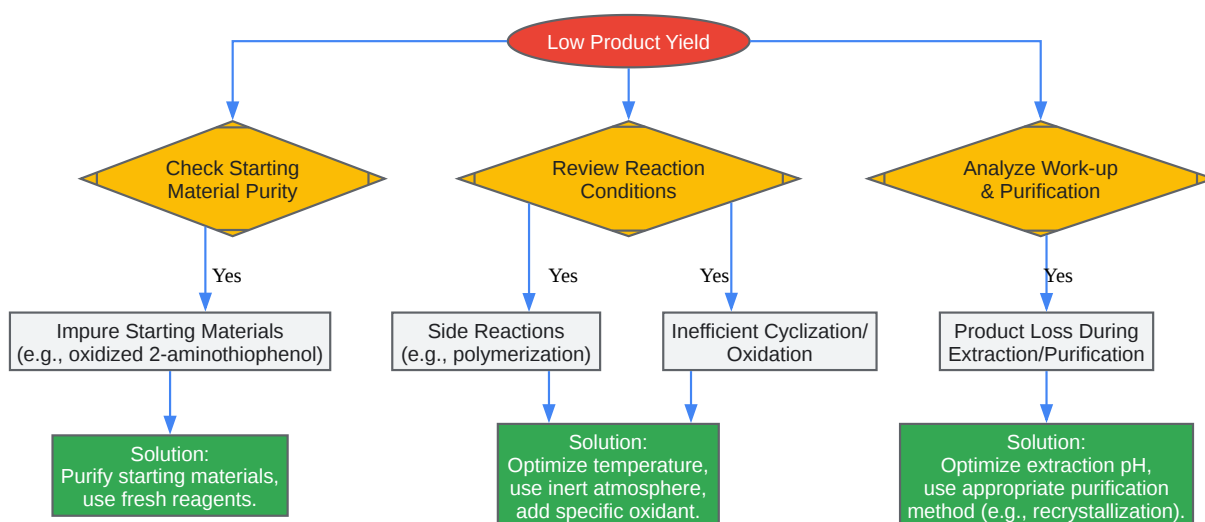 Low Product Yield
Check Starting
Material Purity
Review Reaction
Conditions
Analyze Work-up
& Purification
Yes
Yes
Yes
Yes
Impure Starting Materials
(e.g., oxidized 2-aminothiophenol)
Side Reactions
(e.g., polymerization)
Inefficient Cyclization/
Oxidation
Product Loss During
Extraction/Purification
Solution:
Purify starting materials,
use fresh reagents.
Solution:
Optimize temperature,
use inert atmosphere,
add specific oxidant.
Solution:
Optimize extraction pH,
use appropriate purification
method (e.g., recrystallization).